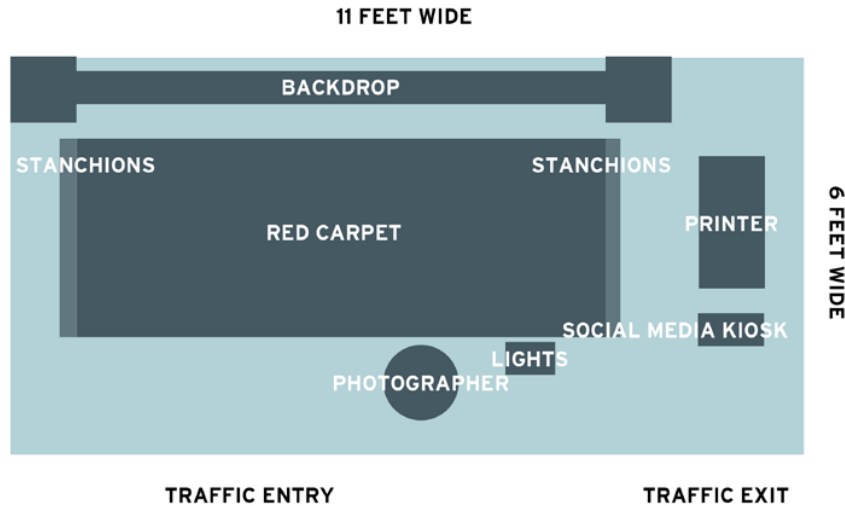 11 FEET WIDE
BACKDROP
STANCHIONS
STANCHIONS
RED CARPET
PRINTER
6 FEET WIDE
SOCIAL MEDIA KIOSK
LIGHTS
PHOTOGRAPHER
TRAFFIC ENTRY
TRAFFIC EXIT